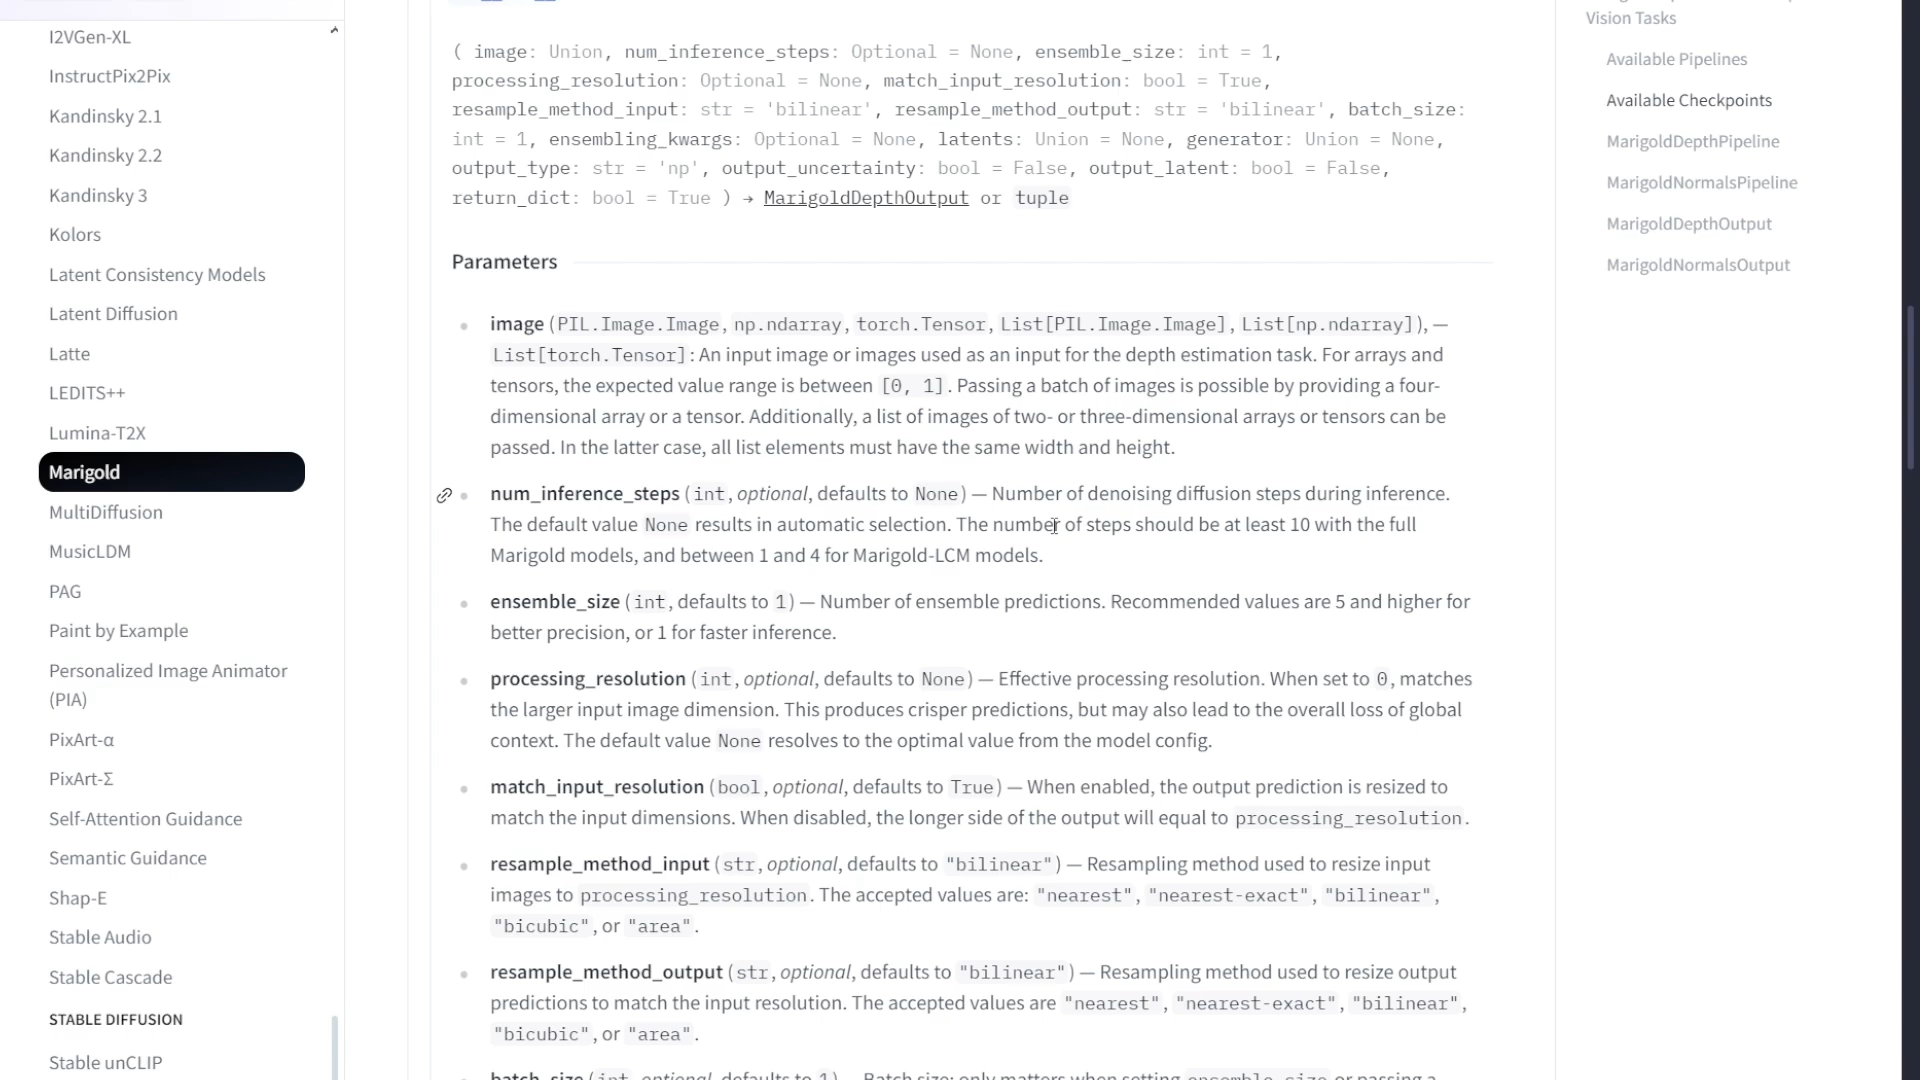 I2VGen-XL
InstructPix2Pix
Kandinsky 2.1
Kandinsky 2.2
Kandinsky 3
Kolors
Latent Consistency Models
Latent Diffusion
Latte
LEDITS++
Lumina-T2X
Marigold
MultiDiffusion
MusicLDM
PAG
Paint by Example
Personalized Image Animator
(PIA)
PixArt-α
PixArt-Σ
Self-Attention Guidance
Semantic Guidance
Shap-E
Stable Audio
Stable Cascade
STABLE DIFFUSION
Stable unCLIP
( image: Union, num_inference_steps: Optional = None, ensemble_size: int = 1,
processing_resolution: Optional = None, match_input_resolution: bool = True,
resample_method_input: str = 'bilinear', resample_method_output: str = 'bilinear', batch_size:
int = 1, ensembling_kwargs: Optional = None, latents: Union = None, generator: Union = None,
output_type: str = 'np', output_uncertainty: bool = False, output_latent: bool = False,
return_dict: bool = True ) → MarigoldDepthOutput or tuple
Parameters
image (PIL.Image.Image, np.ndarray, torch.Tensor, List[PIL.Image.Image], List[np.ndarray]), —
List[torch.Tensor]: An input image or images used as an input for the depth estimation task. For arrays and
tensors, the expected value range is between [0, 1]. Passing a batch of images is possible by providing a four-
dimensional array or a tensor. Additionally, a list of images of two- or three-dimensional arrays or tensors can be
passed. In the latter case, all list elements must have the same width and height.
num_inference_steps (int, optional, defaults to None) — Number of denoising diffusion steps during inference.
The default value None results in automatic selection. The number of steps should be at least 10 with the full
Marigold models, and between 1 and 4 for Marigold-LCM models.
ensemble_size (int, defaults to 1) — Number of ensemble predictions. Recommended values are 5 and higher for
better precision, or 1 for faster inference.
processing_resolution (int, optional, defaults to None) — Effective processing resolution. When set to 0, matches
the larger input image dimension. This produces crisper predictions, but may also lead to the overall loss of global
context. The default value None resolves to the optimal value from the model config.
match_input_resolution (bool, optional, defaults to True) — When enabled, the output prediction is resized to
match the input dimensions. When disabled, the longer side of the output will equal to processing_resolution.
resample_method_input (str, optional, defaults to "bilinear") — Resampling method used to resize input
images to processing_resolution. The accepted values are: "nearest", "nearest-exact", "bilinear",
"bicubic", or "area".
resample_method_output (str, optional, defaults to "bilinear") — Resampling method used to resize output
predictions to match the input resolution. The accepted values are "nearest", "nearest-exact", "bilinear",
"bicubic", or "area".
batch_size (int, optional, defaults to 1) — Batch size; only matters when setting ensemble_size or passing a
Vision Tasks
Available Pipelines
Available Checkpoints
MarigoldDepthPipeline
MarigoldNormalsPipeline
MarigoldDepthOutput
MarigoldNormalsOutput